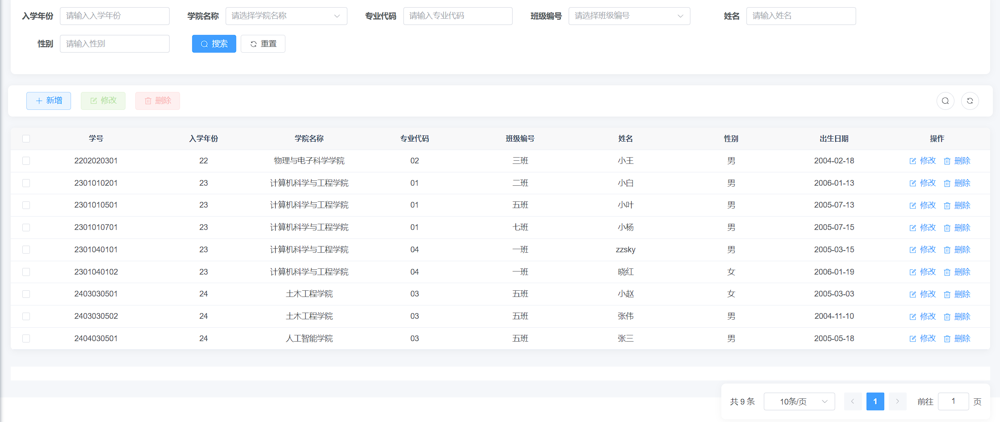 入学年份 请输入入学年份 学院名称 请选择学院名称 专业代码 请输入专业代码 班级编号 请选择班级编号 姓名 请输入姓名
性别 请输入性别 搜索 重置
新增 修改 删除
学号 入学年份 学院名称 专业代码 班级编号 姓名 性别 出生日期 操作
2202020301 22 物理与电子科学学院 02 三班 小王 男 2004-02-18 修改 删除
2301010201 23 计算机科学与工程学院 01 二班 小白 男 2006-01-13 修改 删除
2301010501 23 计算机科学与工程学院 01 五班 小叶 男 2005-07-13 修改 删除
2301010701 23 计算机科学与工程学院 01 七班 小杨 男 2005-07-15 修改 删除
2301040101 23 计算机科学与工程学院 04 一班 zzsky 男 2005-03-15 修改 删除
2301040102 23 计算机科学与工程学院 04 一班 晓红 女 2006-01-19 修改 删除
2403030501 24 土木工程学院 03 五班 小赵 女 2005-03-03 修改 删除
2403030502 24 土木工程学院 03 五班 张伟 男 2004-11-10 修改 删除
2404030501 24 人工智能学院 03 五班 张三 男 2005-05-18 修改 删除
共 9 条 10条/页 1 前往 1 页